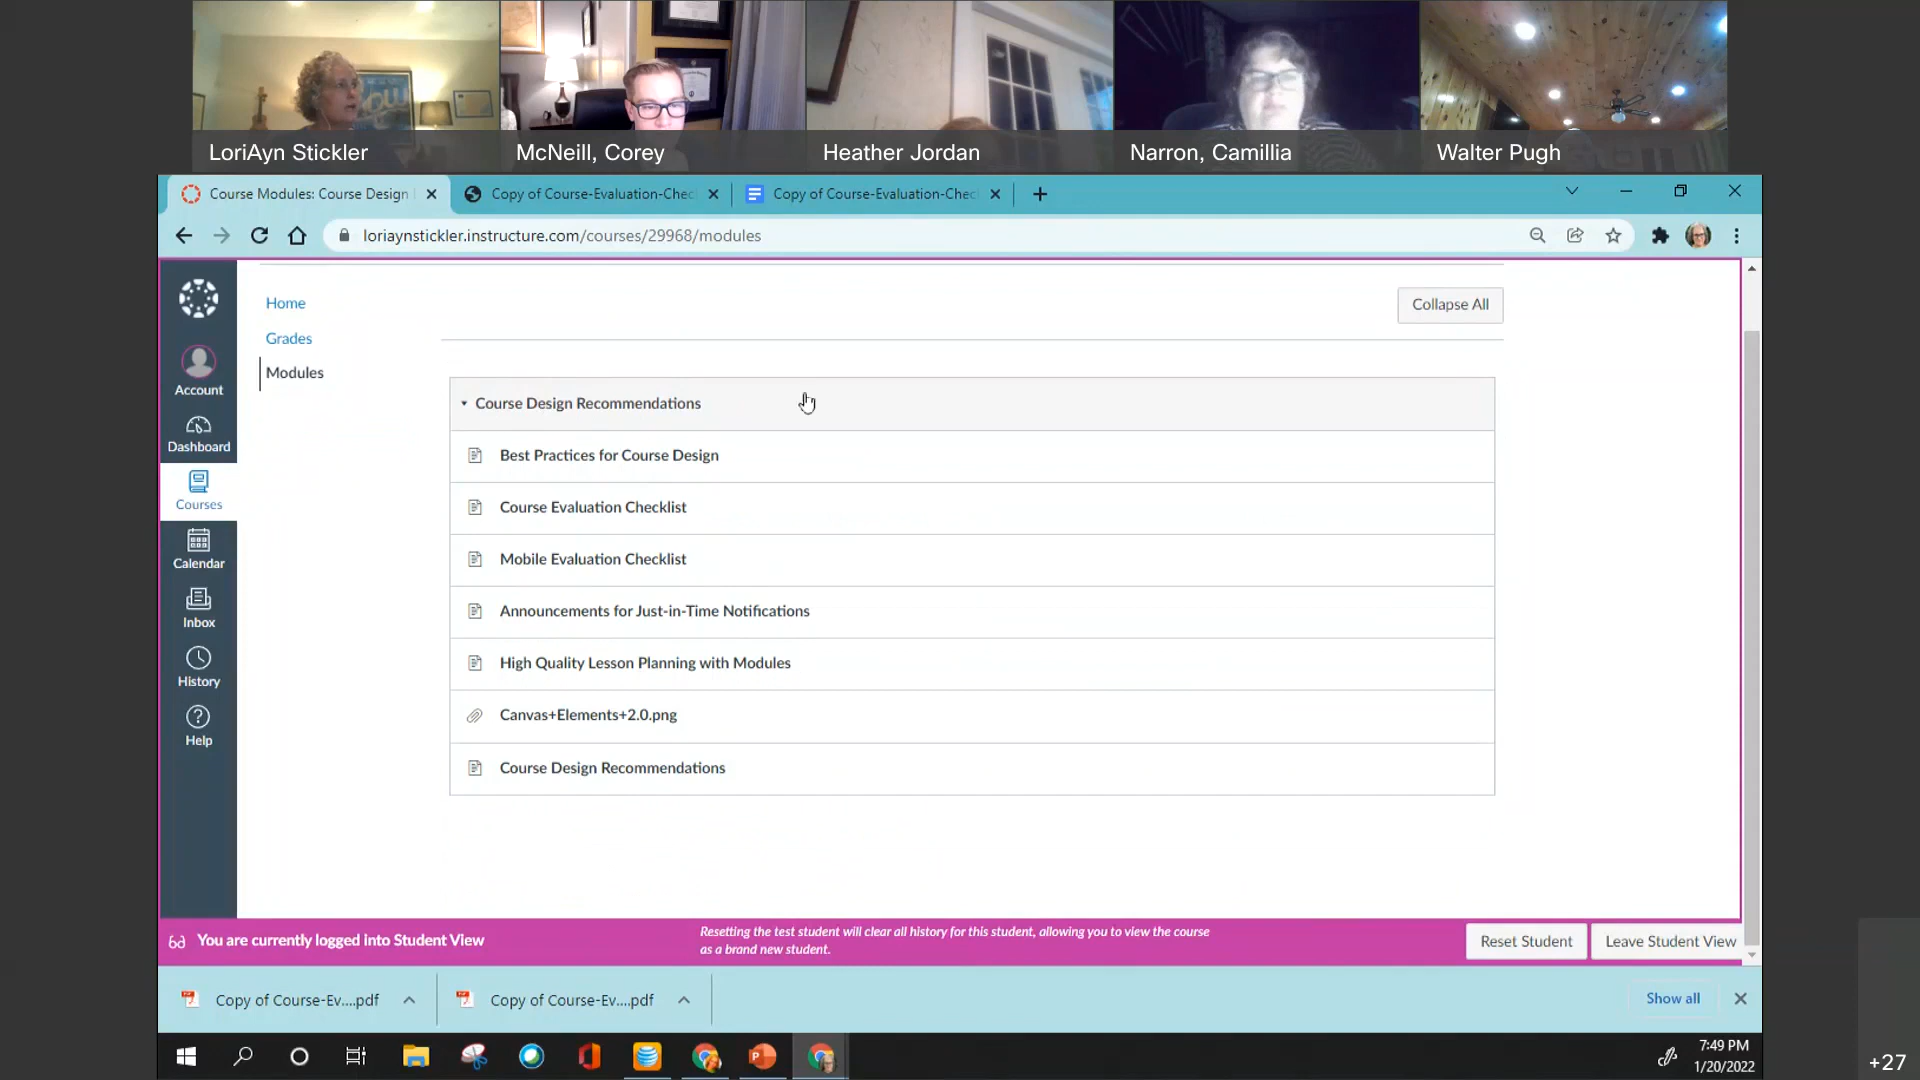 LoriAyn Stickler
McNeill, Corey
Heather Jordan
Narron, Camillia
Walter Pugh
Course Modules: Course Design
Copy of Course-Evaluation-Chec
Copy of Course-Evaluation-Chec
loriaynstickler.instructure.com/courses/29968/modules
Account
Dashboard
Courses
Calendar
Inbox
History
Help
Home
Grades
Modules
Collapse All
Course Design Recommendations
Best Practices for Course Design
Course Evaluation Checklist
Mobile Evaluation Checklist
Announcements for Just-in-Time Notifications
High Quality Lesson Planning with Modules
Canvas+Elements+2.0.png
Course Design Recommendations
You are currently logged into Student View
Resetting the test student will clear all history for this student, allowing you to view the course
as a brand new student.
Reset Student
Leave Student View
Copy of Course-Ev....pdf
Copy of Course-Ev....pdf
Show all
7:49 PM
1/20/2022
+27